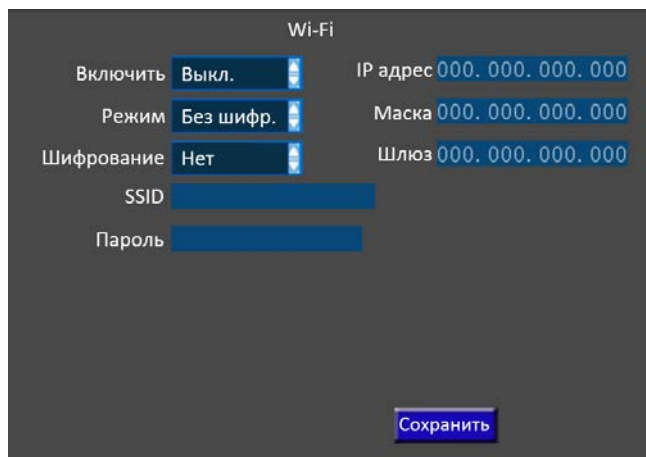 Wi-Fi
Включить Выкл. IP адрес 000. 000. 000. 000
Режим Без шифр. Маска 000. 000. 000. 000
Шифрование Нет Шлюз 000. 000. 000. 000
SSID
Пароль
Сохранить